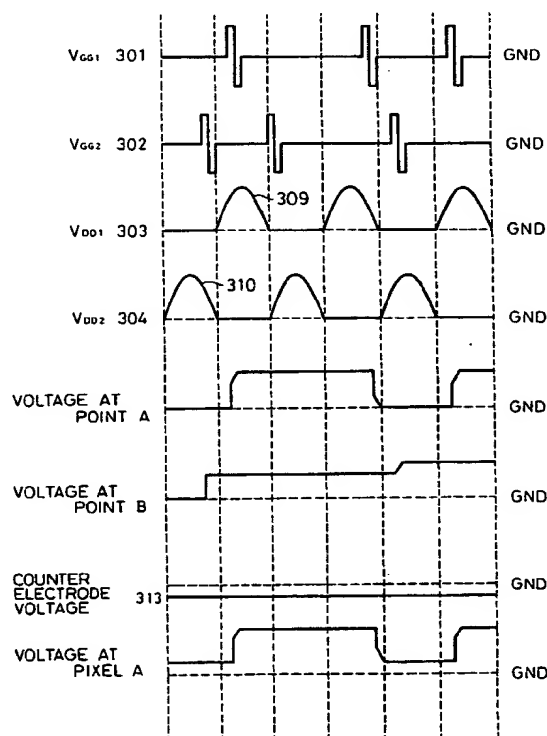 VGG1 301 GND
VGG2 302 GND
309
VDD1 303 GND
310
VDD2 304 GND
VOLTAGE AT
POINT A
GND
VOLTAGE AT
POINT B
GND
COUNTER
ELECTRODE
VOLTAGE
313
GND
VOLTAGE AT
PIXEL A
GND